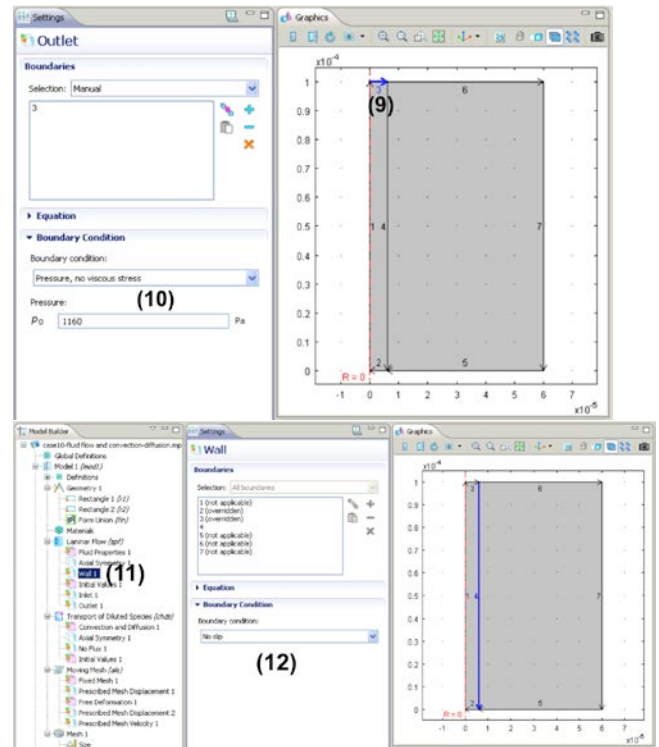 Settings
Outlet
Boundaries
Selection: Manual
3
Equation
Boundary Condition
Boundary condition:
Pressure, no viscous stress
(10)
Pressure:
P0 1160 Pa
Graphics
x10^-4
1
0.9
0.8
0.7
0.6
0.5
0.4
0.3
0.2
0.1
0
3
(9)
6
1 4
7
2
5
R = 0
-1 0 1 2 3 4 5 6 7
x10^-5
Model Builder
case10-fluid flow and convection-diffusion.mp
Global Definitions
Model 1 (mod1)
Definitions
Geometry 1
Rectangle 1 (r1)
Rectangle 2 (r2)
Form Union (fin)
Materials
Laminar Flow (spf)
Fluid Properties 1
Axial Symmetry 1
Wall 1
(11)
Initial Values 1
Inlet 1
Outlet 1
Transport of Diluted Species (chds)
Convection and Diffusion 1
Axial Symmetry 1
No Flux 1
Initial Values 1
Moving Mesh (ale)
Fixed Mesh 1
Prescribed Mesh Displacement 1
Free Deformation 1
Prescribed Mesh Displacement 2
Prescribed Mesh Velocity 1
Mesh 1
Size
Settings
Wall
Boundaries
Selection: All boundaries
1 (not applicable)
2 (overridden)
3 (overridden)
4
5 (not applicable)
6 (not applicable)
7 (not applicable)
Equation
Boundary Condition
Boundary condition:
No slip
(12)
Graphics
x10^-4
1
0.9
0.8
0.7
0.6
0.5
0.4
0.3
0.2
0.1
0
3
6
1 4
7
2
5
R = 0
-1 0 1 2 3 4 5 6 7
x10^-5